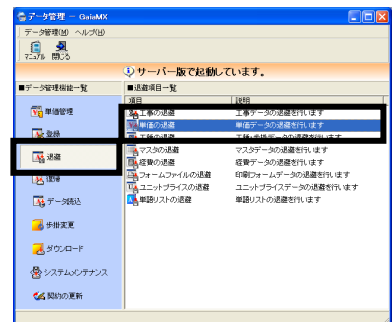 データ管理 － GaiaMX
データ管理(M) ヘルプ(H)
マニュアル 閉じる
サーバー版で起動しています。
■データ管理機能一覧
■退避項目一覧
単価管理
登録
退避
復帰
データ読込
歩掛変更
ダウンロード
システムメンテナンス
契約の更新
項目 説明
工事の退避 工事データの退避を行います
単価の退避 単価データの退避を行います
マスタの退避 マスタデータの退避を行います
経費の退避 経費データの退避を行います
フォームファイルの退避 印刷フォームデータの退避を行います
ユニットプライスの退避 ユニットプライスデータの退避を行います
単語リストの退避 単語リストの退避を行います